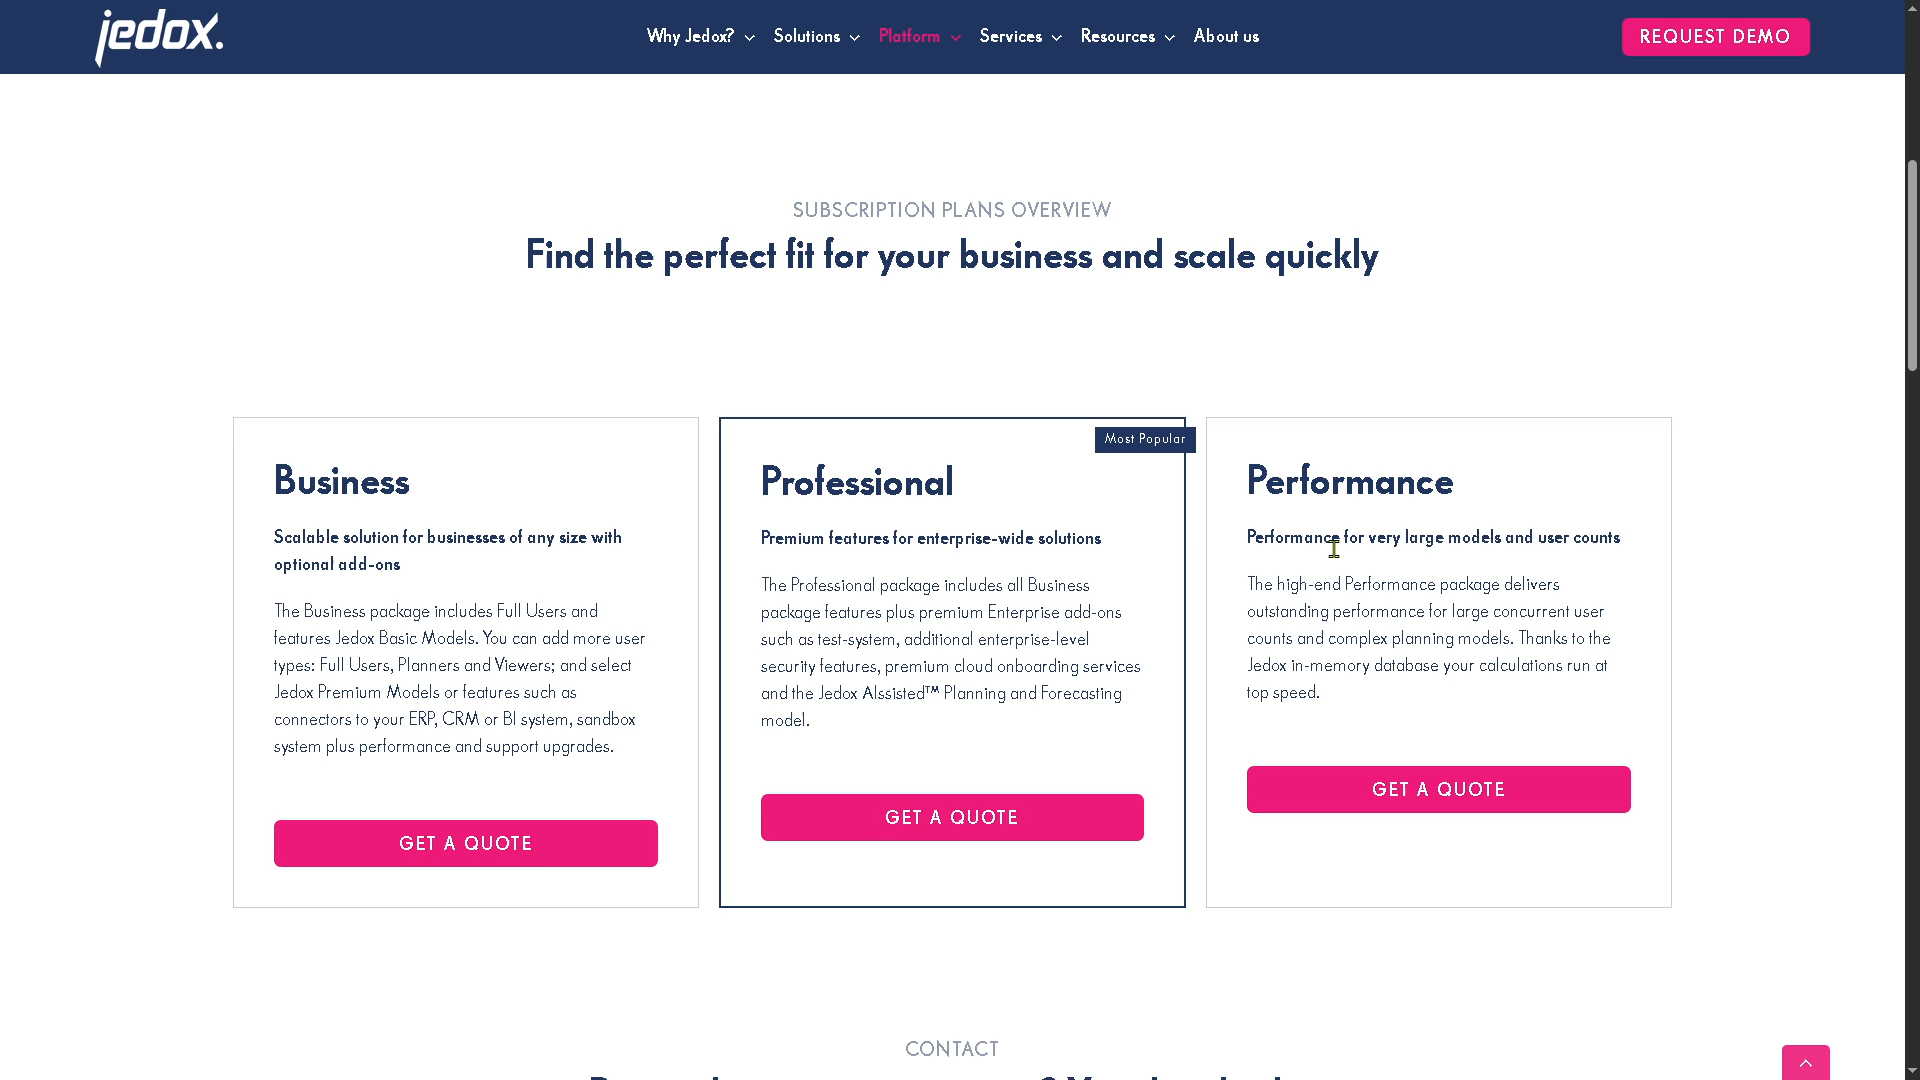 jedox.
Why Jedox?
Solutions
Platform
Services
Resources
About us
REQUEST DEMO
SUBSCRIPTION PLANS OVERVIEW
Find the perfect fit for your business and scale quickly
Business
Scalable solution for businesses of any size with
optional add-ons
The Business package includes Full Users and
features Jedox Basic Models. You can add more user
types: Full Users, Planners and Viewers; and select
Jedox Premium Models or features such as
connectors to your ERP, CRM or BI system, sandbox
system plus performance and support upgrades.
GET A QUOTE
Most Popular
Professional
Premium features for enterprise-wide solutions
The Professional package includes all Business
package features plus premium Enterprise add-ons
such as test-system, additional enterprise-level
security features, premium cloud onboarding services
and the Jedox AIssisted™ Planning and Forecasting
model.
GET A QUOTE
Performance
Performance for very large models and user counts
The high-end Performance package delivers
outstanding performance for large concurrent user
counts and complex planning models. Thanks to the
Jedox in-memory database your calculations run at
top speed.
GET A QUOTE
CONTACT